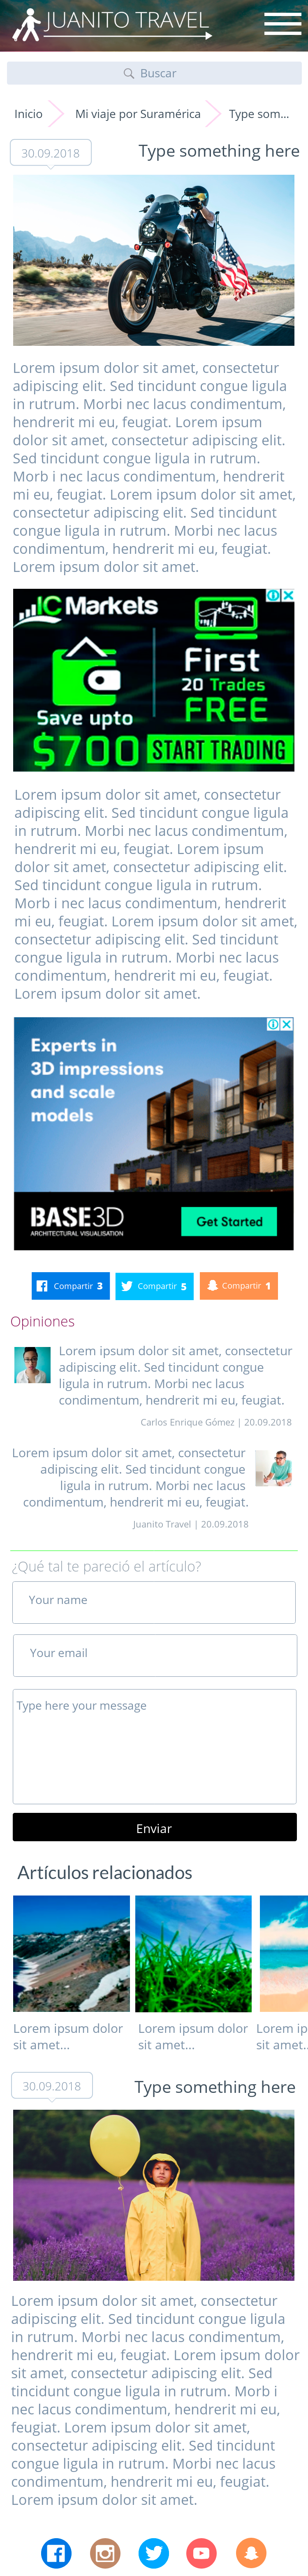 JUANITO TRAVEL
Buscar
Inicio
Mi viaje por Suramérica
Type som...
30.09.2018
Type something here
Lorem ipsum dolor sit amet, consectetur
adipiscing elit. Sed tincidunt congue ligula
in rutrum. Morbi nec lacus condimentum,
hendrerit mi eu, feugiat. Lorem ipsum
dolor sit amet, consectetur adipiscing elit.
Sed tincidunt congue ligula in rutrum.
Morb i nec lacus condimentum, hendrerit
mi eu, feugiat. Lorem ipsum dolor sit amet,
consectetur adipiscing elit. Sed tincidunt
congue ligula in rutrum. Morbi nec lacus
condimentum, hendrerit mi eu, feugiat.
Lorem ipsum dolor sit amet.
IC Markets
Save upto
$700
First
20 Trades
FREE
START TRADING
Lorem ipsum dolor sit amet, consectetur
adipiscing elit. Sed tincidunt congue ligula
in rutrum. Morbi nec lacus condimentum,
hendrerit mi eu, feugiat. Lorem ipsum
dolor sit amet, consectetur adipiscing elit.
Sed tincidunt congue ligula in rutrum.
Morb i nec lacus condimentum, hendrerit
mi eu, feugiat. Lorem ipsum dolor sit amet,
consectetur adipiscing elit. Sed tincidunt
congue ligula in rutrum. Morbi nec lacus
condimentum, hendrerit mi eu, feugiat.
Lorem ipsum dolor sit amet.
Experts in
3D impressions
and scale
models
BASE3D
ARCHITECTURAL VISUALISATION
Get Started
Compartir 3
Compartir 5
Compartir 1
Opiniones
Lorem ipsum dolor sit amet, consectetur
adipiscing elit. Sed tincidunt congue
ligula in rutrum. Morbi nec lacus
condimentum, hendrerit mi eu, feugiat.
Carlos Enrique Gómez | 20.09.2018
Lorem ipsum dolor sit amet, consectetur
adipiscing elit. Sed tincidunt congue
ligula in rutrum. Morbi nec lacus
condimentum, hendrerit mi eu, feugiat.
Juanito Travel | 20.09.2018
¿Qué tal te pareció el artículo?
Your name
Your email
Type here your message
Enviar
Artículos relacionados
Lorem ipsum dolor
sit amet...
Lorem ipsum dolor
sit amet...
Lorem ip
sit amet..
30.09.2018
Type something here
Lorem ipsum dolor sit amet, consectetur
adipiscing elit. Sed tincidunt congue ligula
in rutrum. Morbi nec lacus condimentum,
hendrerit mi eu, feugiat. Lorem ipsum dolor
sit amet, consectetur adipiscing elit. Sed
tincidunt congue ligula in rutrum. Morb i
nec lacus condimentum, hendrerit mi eu,
feugiat. Lorem ipsum dolor sit amet,
consectetur adipiscing elit. Sed tincidunt
congue ligula in rutrum. Morbi nec lacus
condimentum, hendrerit mi eu, feugiat.
Lorem ipsum dolor sit amet.